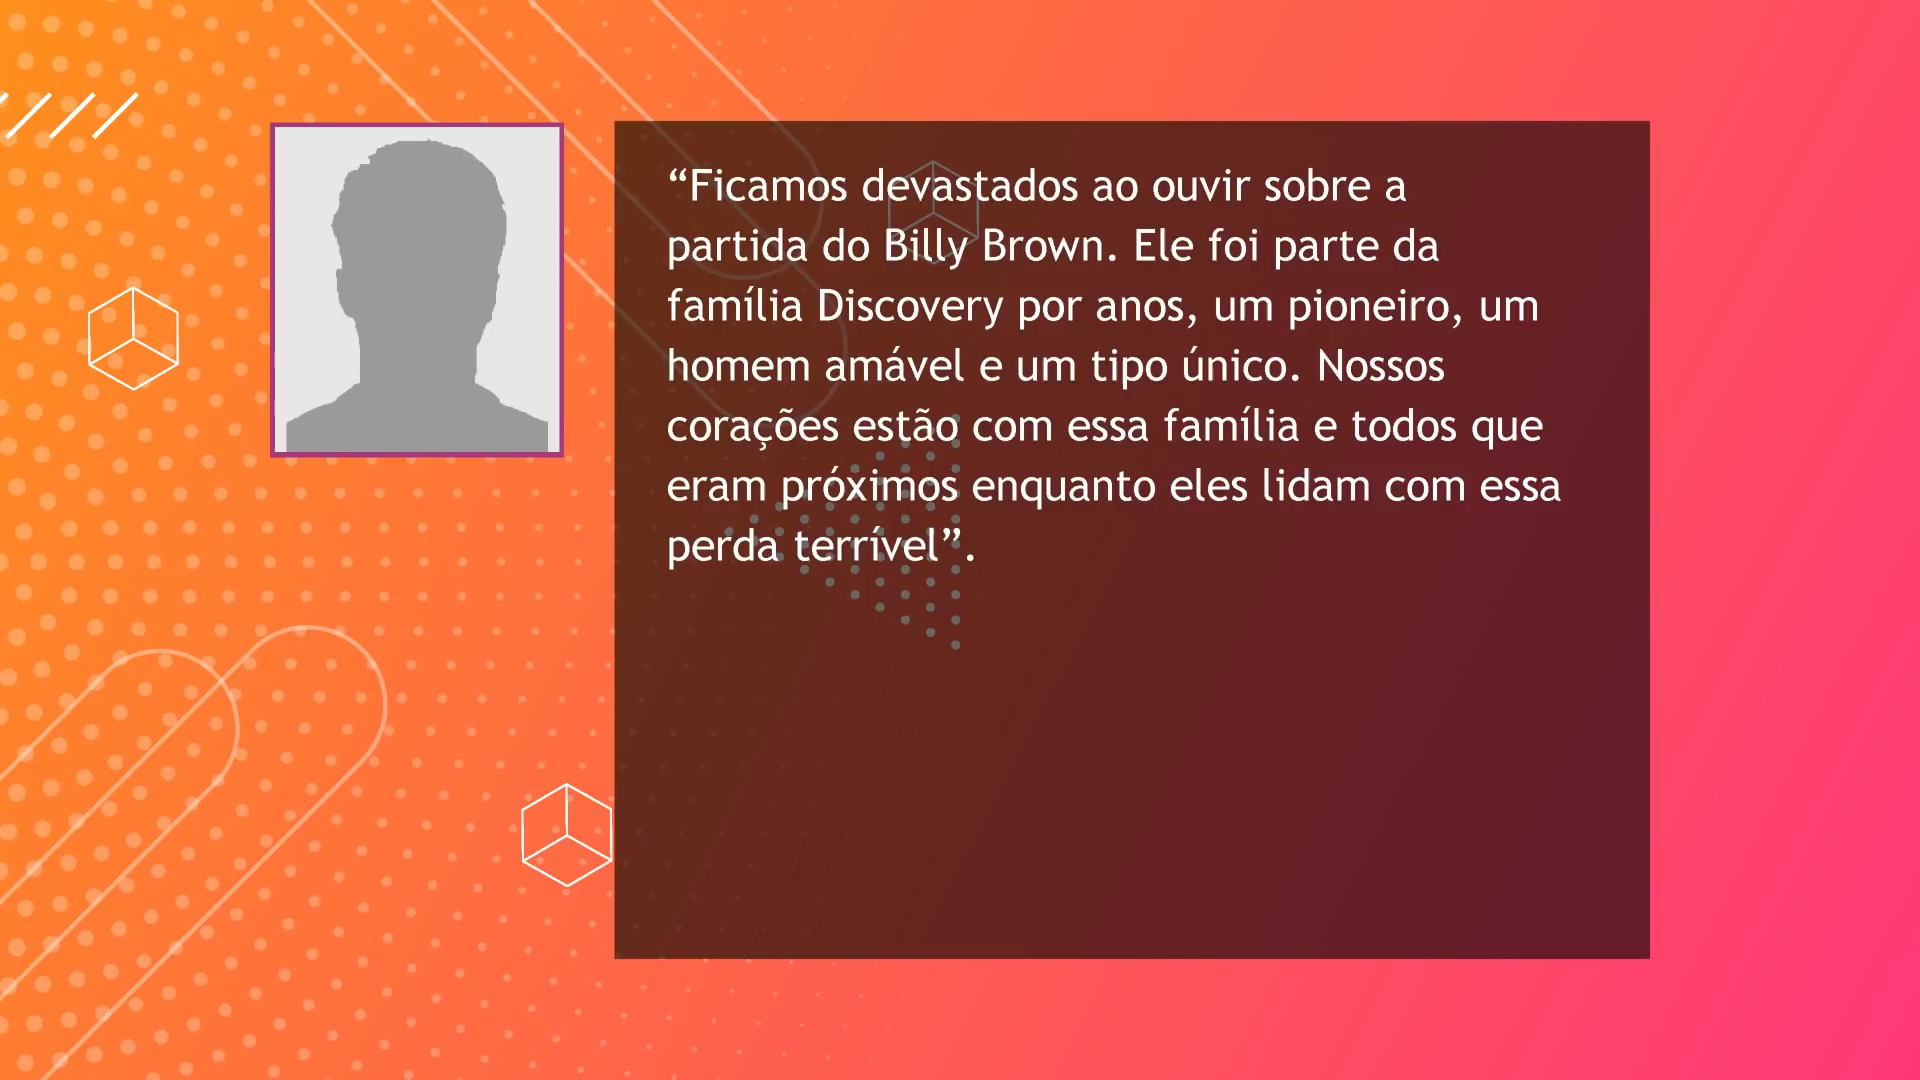 “Ficamos devastados ao ouvir sobre a
partida do Billy Brown. Ele foi parte da
família Discovery por anos, um pioneiro, um
homem amável e um tipo único. Nossos
corações estão com essa família e todos que
eram próximos enquanto eles lidam com essa
perda terrível”.